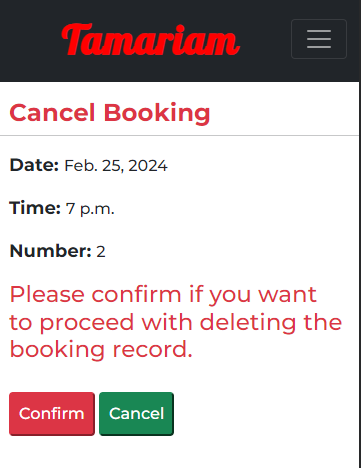 Tamariam
Cancel Booking
Date: Feb. 25, 2024
Time: 7 p.m.
Number: 2
Please confirm if you want
to proceed with deleting the
booking record.
Confirm Cancel